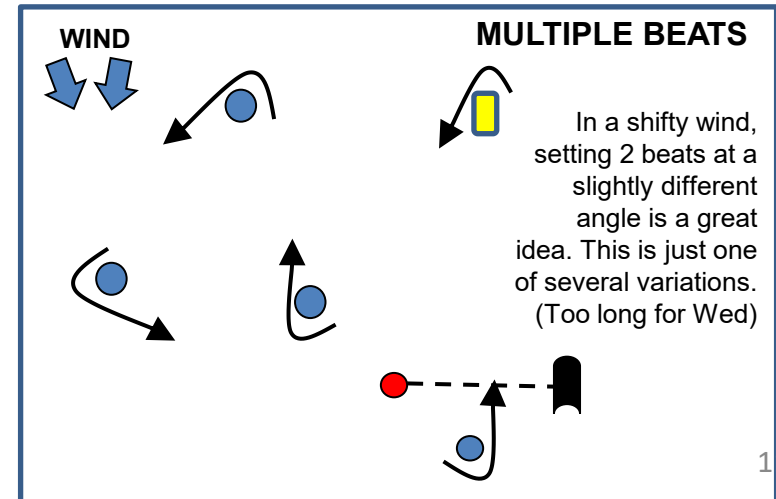 WIND
MULTIPLE BEATS
In a shifty wind,
setting 2 beats at a
slightly different
angle is a great
idea. This is just one
of several variations.
(Too long for Wed)
1